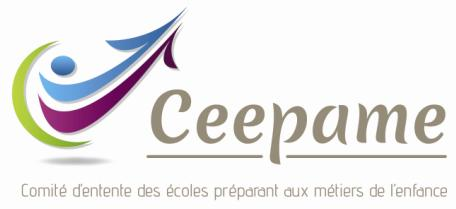 Ceepame
Comité d'entente des écoles préparant aux métiers de l'enfance